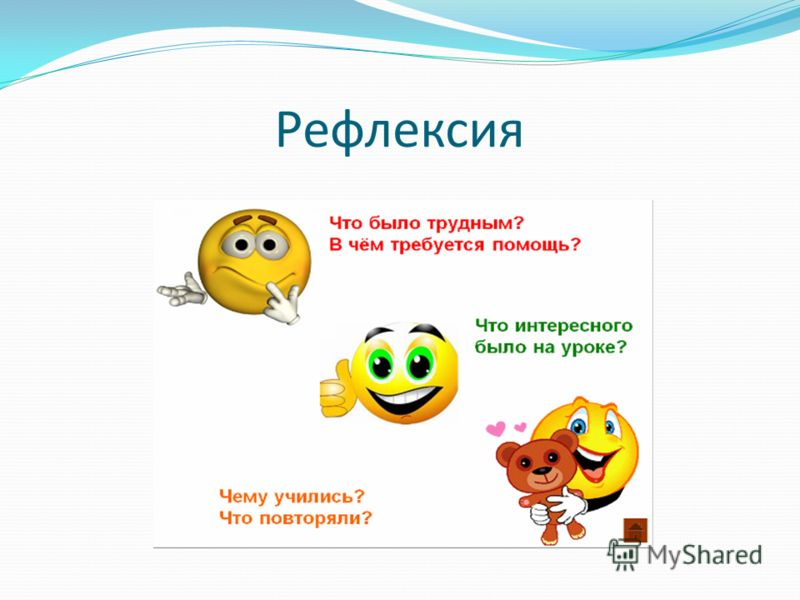 Рефлексия
Что было трудным?
В чём требуется помощь?
Что интересного
было на уроке?
Чему учились?
Что повторяли?
MyShared